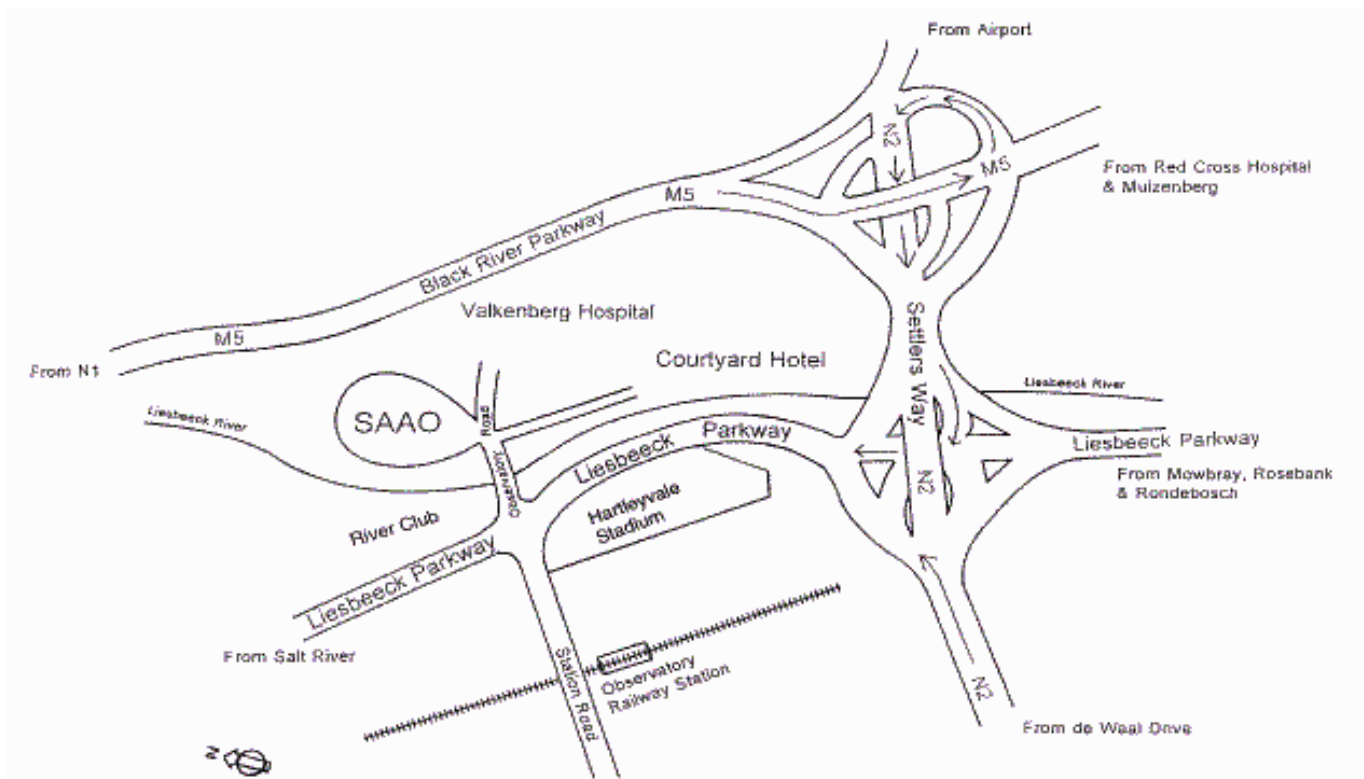 From Airport
N2
M5
From Red Cross Hospital
& Muizenberg
M5
Black River Parkway
Valkenberg Hospital
M5
Settlers Way
Courtyard Hotel
From N1
Liesbeeck River
Liesbeeck River
SAAO
Observatory Road
Liesbeeck Parkway
Liesbeeck Parkway
From Mowbray, Rosebank
& Rondebosch
N2
Hartleyvale
Stadium
River Club
Liesbeeck Parkway
From Salt River
Station Road
Observatory
Railway Station
N2
From de Waal Drive
N